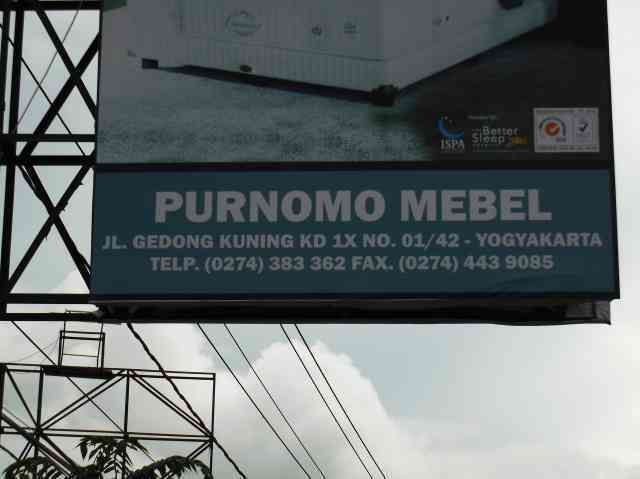 ISPA
Better
Sleep
PURNOMO MEBEL
JL. GEDONG KUNING KD 1X NO. 01/42 - YOGYAKARTA
TELP. (0274) 383 362 FAX. (0274) 443 9085